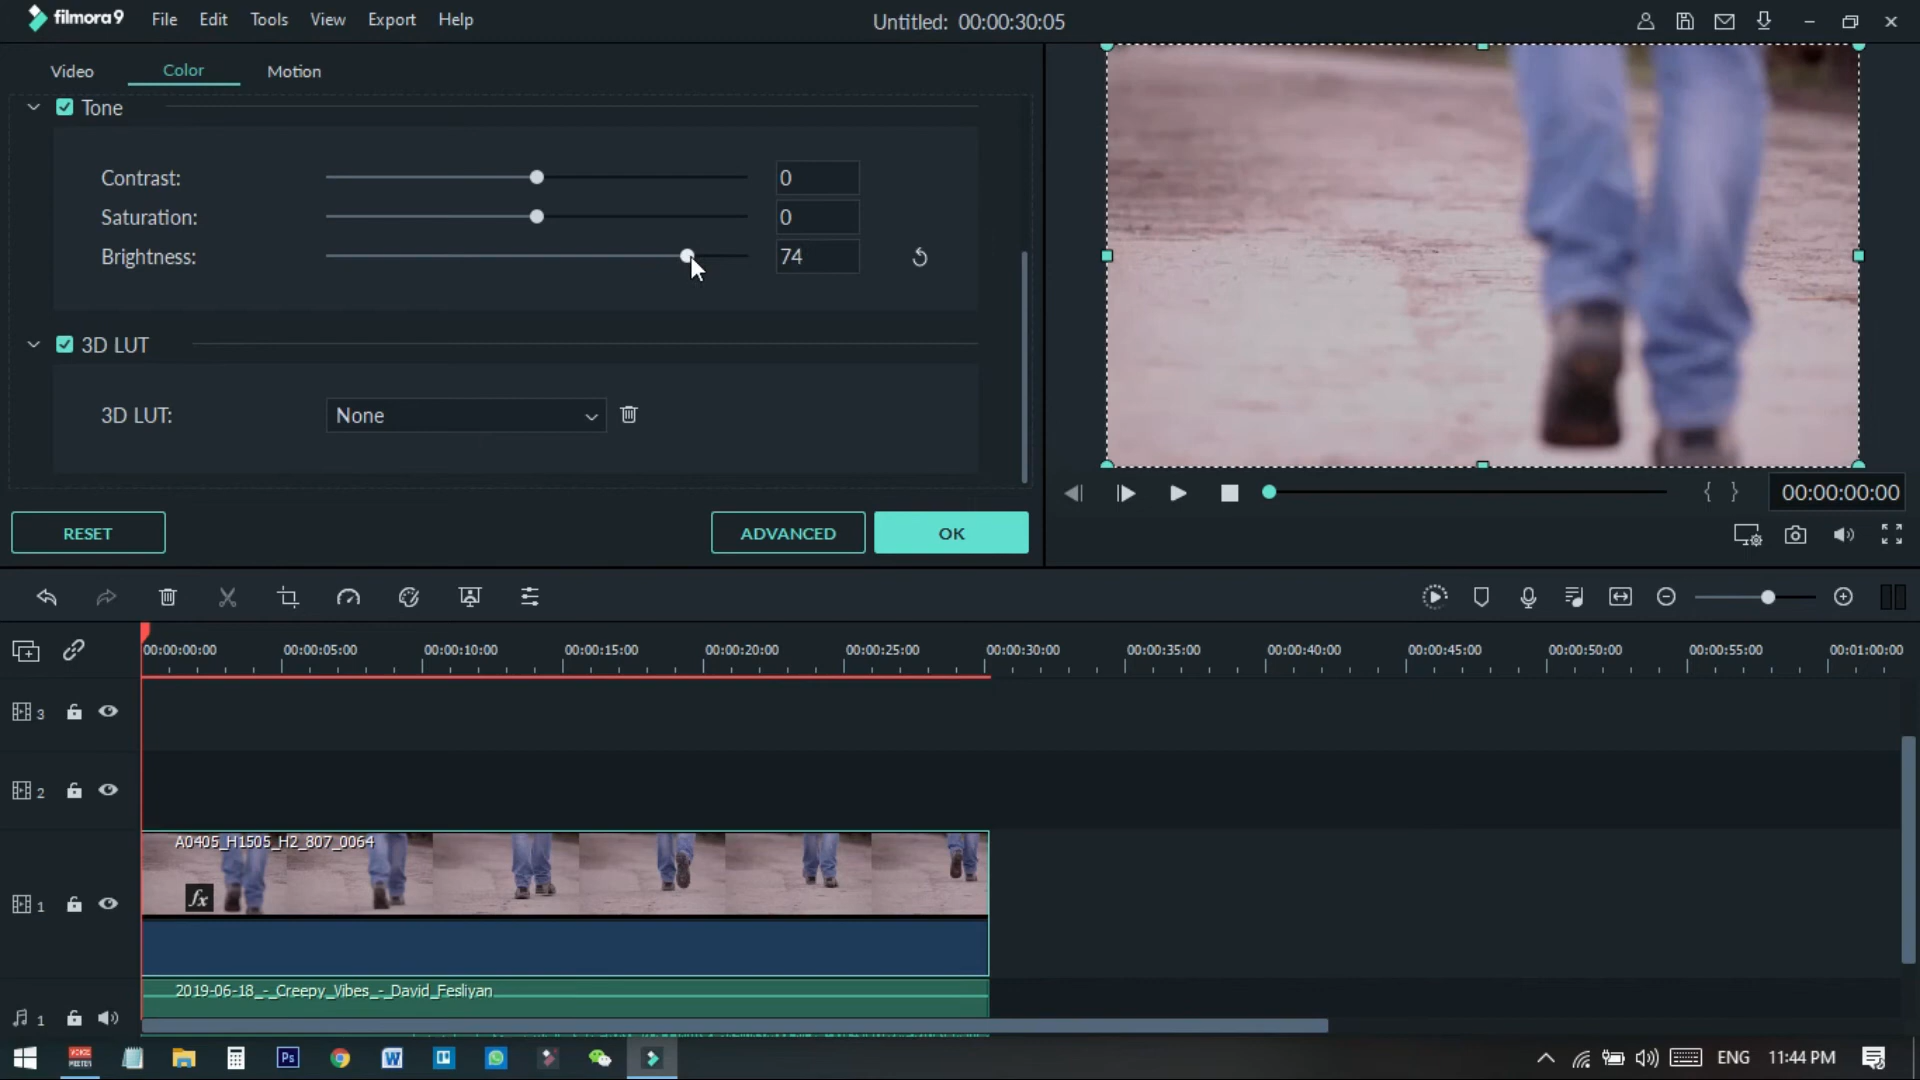 filmora9 File Edit Tools View Export Help Untitled: 00:00:30:05
Video Color Motion
Tone
Contrast: 0
Saturation: 0
Brightness: 74
3D LUT
3D LUT: None
RESET ADVANCED OK
{ } 00:00:00:00
00:00:00:00 00:00:05:00 00:00:10:00 00:00:15:00 00:00:20:00 00:00:25:00 00:00:30:00 00:00:35:00 00:00:40:00 00:00:45:00 00:00:50:00 00:00:55:00 00:01:00:00
3
2
A0405_H1505_H2_807_0064
fx
1
2019-06-18_-_Creepy_Vibes_-_David_Fesliyan
1
VOICE MEETER Ps W ENG 11:44 PM